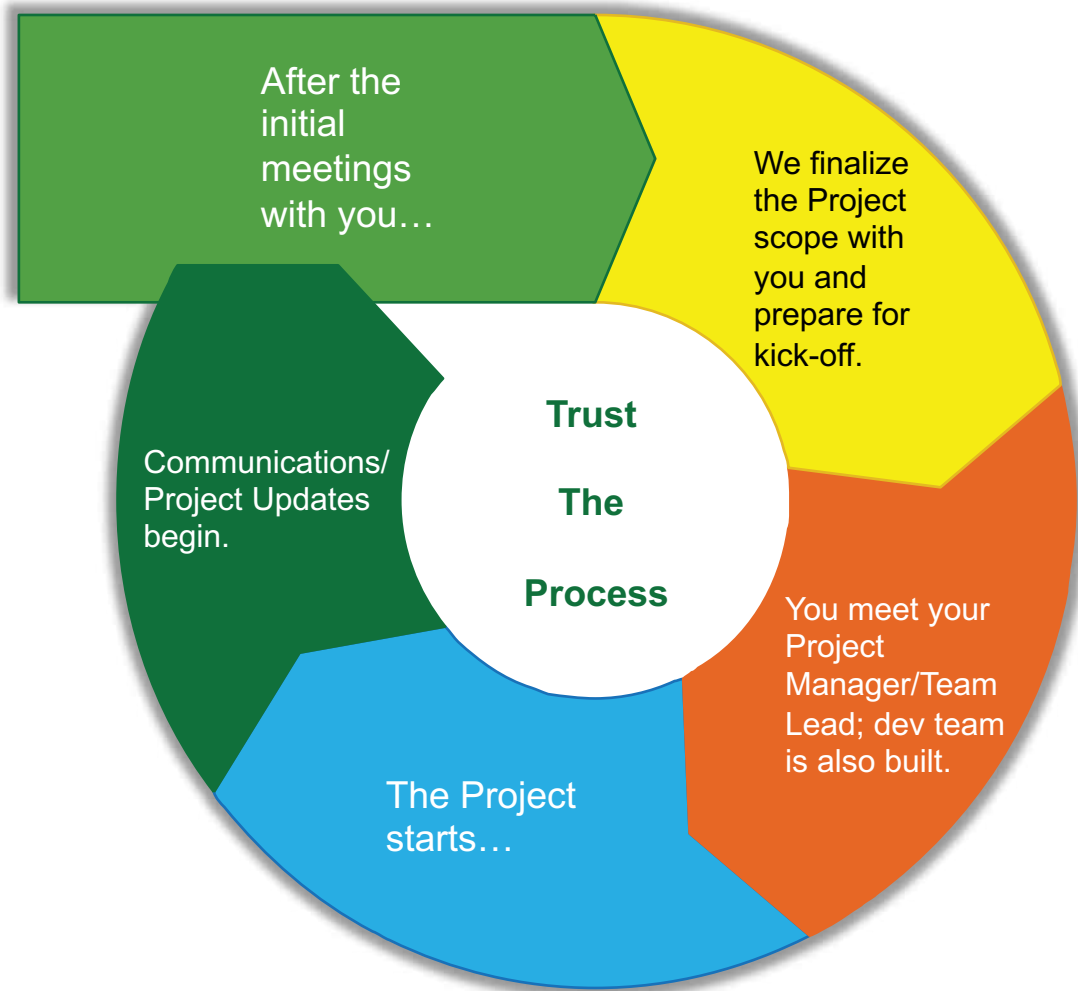 After the
initial
meetings
with you…
We finalize
the Project
scope with
you and
prepare for
kick-off.
You meet your
Project
Manager/Team
Lead; dev team
is also built.
The Project
starts…
Communications/
Project Updates
begin.
Trust
The
Process